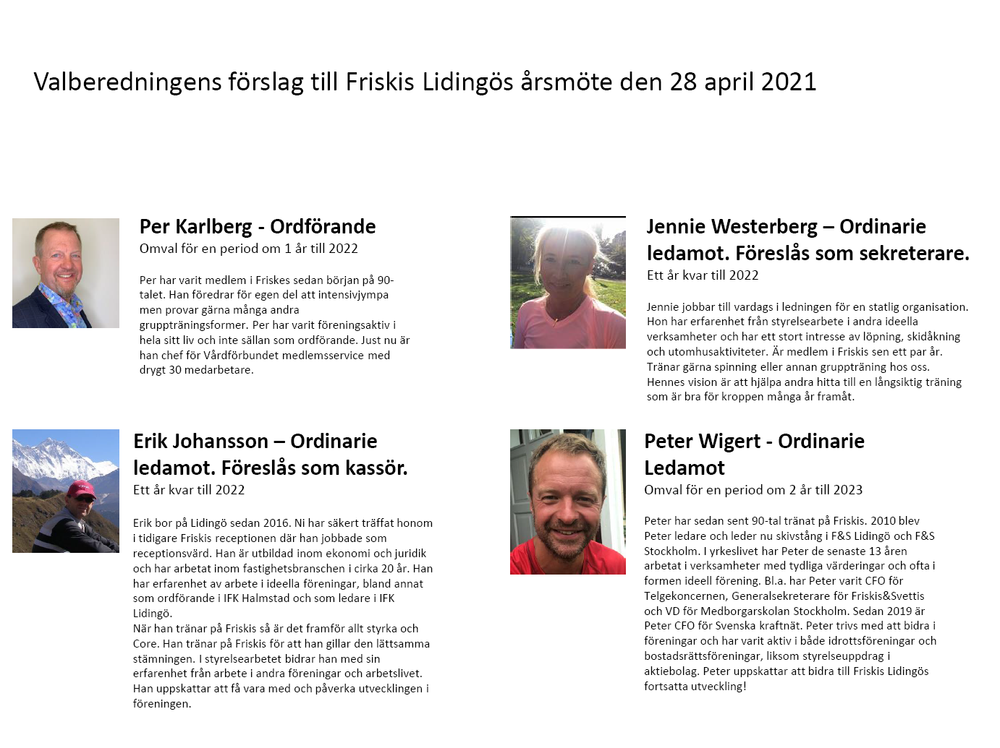 Valberedningens förslag till Friskis Lidingös årsmöte den 28 april 2021
Per Karlberg - Ordförande
Omval för en period om 1 år till 2022
Per har varit medlem i Friskes sedan början på 90-
talet. Han föredrar för egen del att intensivjympa
men provar gärna många andra
gruppträningsformer. Per har varit föreningsaktiv i
hela sitt liv och inte sällan som ordförande. Just nu är
han chef för Vårdförbundet medlemsservice med
drygt 30 medarbetare.
Jennie Westerberg – Ordinarie
ledamot. Föreslås som sekreterare.
Ett år kvar till 2022
Jennie jobbar till vardags i ledningen för en statlig organisation.
Hon har erfarenhet från styrelsearbete i andra ideella
verksamheter och har ett stort intresse av löpning, skidåkning
och utomhusaktiviteter. Är medlem i Friskis sen ett par år.
Tränar gärna spinning eller annan gruppträning hos oss.
Hennes vision är att hjälpa andra hitta till en långsiktig träning
som är bra för kroppen många år framåt.
Erik Johansson – Ordinarie
ledamot. Föreslås som kassör.
Ett år kvar till 2022
Erik bor på Lidingö sedan 2016. Ni har säkert träffat honom
i tidigare Friskis receptionen där han jobbade som
receptionsvärd. Han är utbildad inom ekonomi och juridik
och har arbetat inom fastighetsbranschen i cirka 20 år. Han
har erfarenhet av arbete i ideella föreningar, bland annat
som ordförande i IFK Halmstad och som ledare i IFK
Lidingö.
När han tränar på Friskis så är det framför allt styrka och
Core. Han tränar på Friskis för att han gillar den lättsamma
stämningen. I styrelsearbetet bidrar han med sin
erfarenhet från arbete i andra föreningar och arbetslivet.
Han uppskattar att få vara med och påverka utvecklingen i
föreningen.
Peter Wigert - Ordinarie
Ledamot
Omval för en period om 2 år till 2023
Peter har sedan sent 90-tal tränat på Friskis. 2010 blev
Peter ledare och leder nu skivstång i F&S Lidingö och F&S
Stockholm. I yrkeslivet har Peter de senaste 13 åren
arbetat i verksamheter med tydliga värderingar och ofta i
formen ideell förening. Bl.a. har Peter varit CFO för
Telgekoncernen, Generalsekreterare för Friskis&Svettis
och VD för Medborgarskolan Stockholm. Sedan 2019 är
Peter CFO för Svenska kraftnät. Peter trivs med att bidra i
föreningar och har varit aktiv i både idrottsföreningar och
bostadsrättsföreningar, liksom styrelseuppdrag i
aktiebolag. Peter uppskattar att bidra till Friskis Lidingös
fortsatta utveckling!